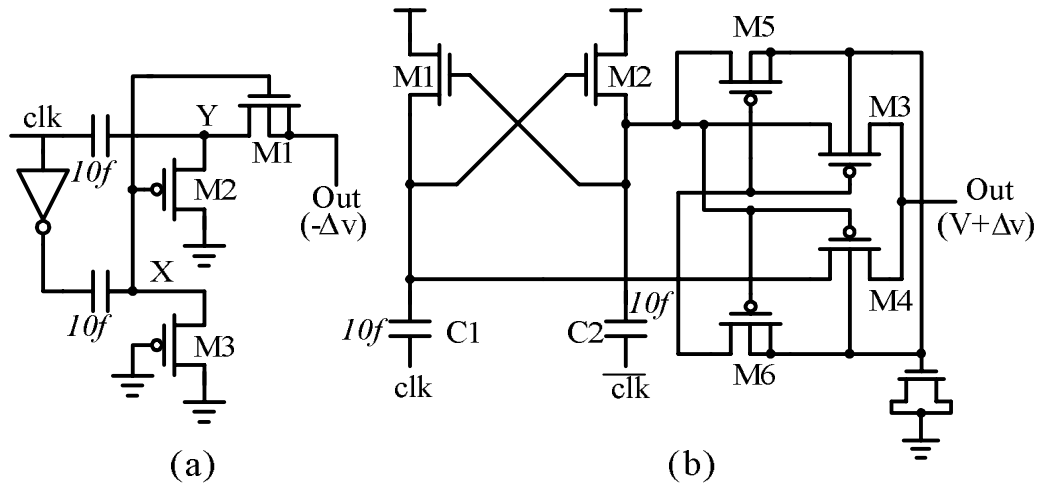 clk
10f
Y
M1
M2
Out
(-Δv)
X
10f
M3
(a)
M1
M2
M5
M3
Out
(V+Δv)
M4
10f
C1
C2
10f
M6
clk
c̅l̅k̅
(b)